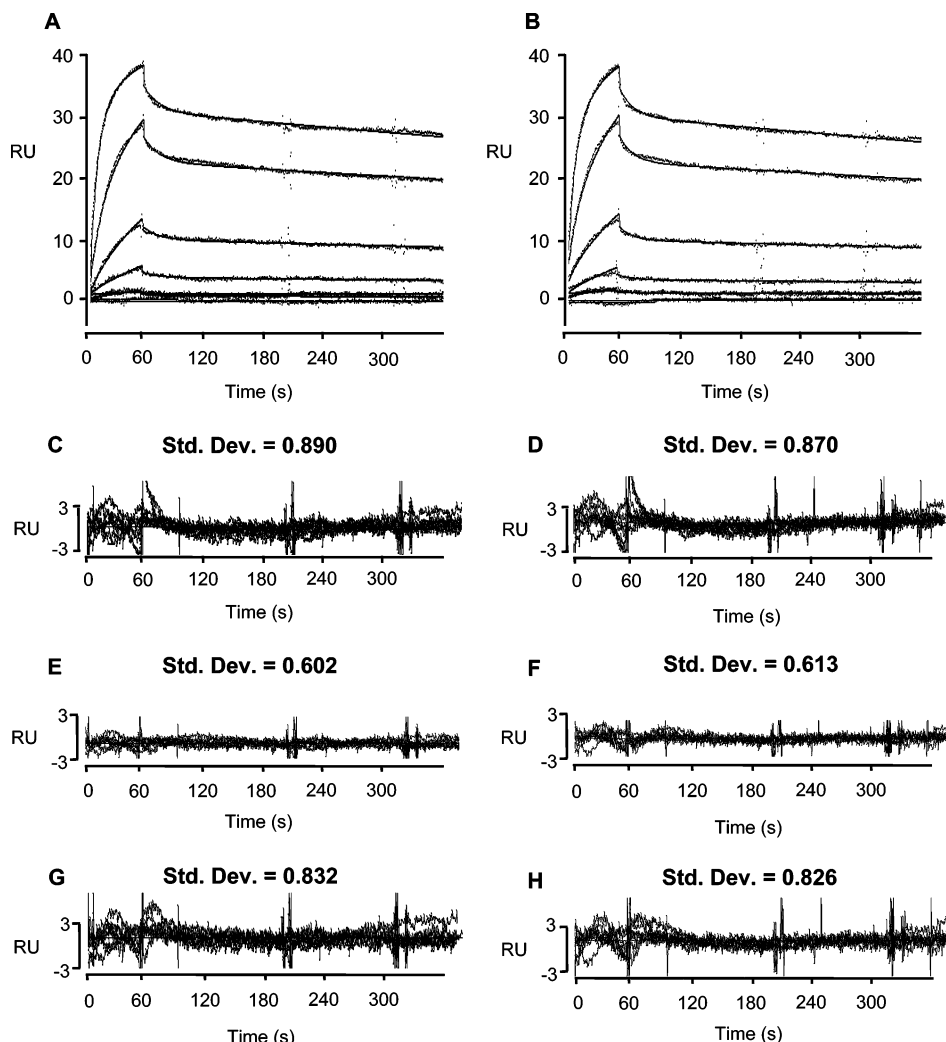 A
B
40
30
RU
20
10
0
0 60 120 180 240 300
Time (s)
40
30
RU
20
10
0
0 60 120 180 240 300
Time (s)
C Std. Dev. = 0.890
3
RU
-3
0 60 120 180 240 300
Time (s)
D Std. Dev. = 0.870
3
RU
-3
0 60 120 180 240 300
Time (s)
E Std. Dev. = 0.602
3
RU
-3
0 60 120 180 240 300
Time (s)
F Std. Dev. = 0.613
3
RU
-3
0 60 120 180 240 300
Time (s)
G Std. Dev. = 0.832
3
RU
-3
0 60 120 180 240 300
Time (s)
H Std. Dev. = 0.826
3
RU
-3
0 60 120 180 240 300
Time (s)